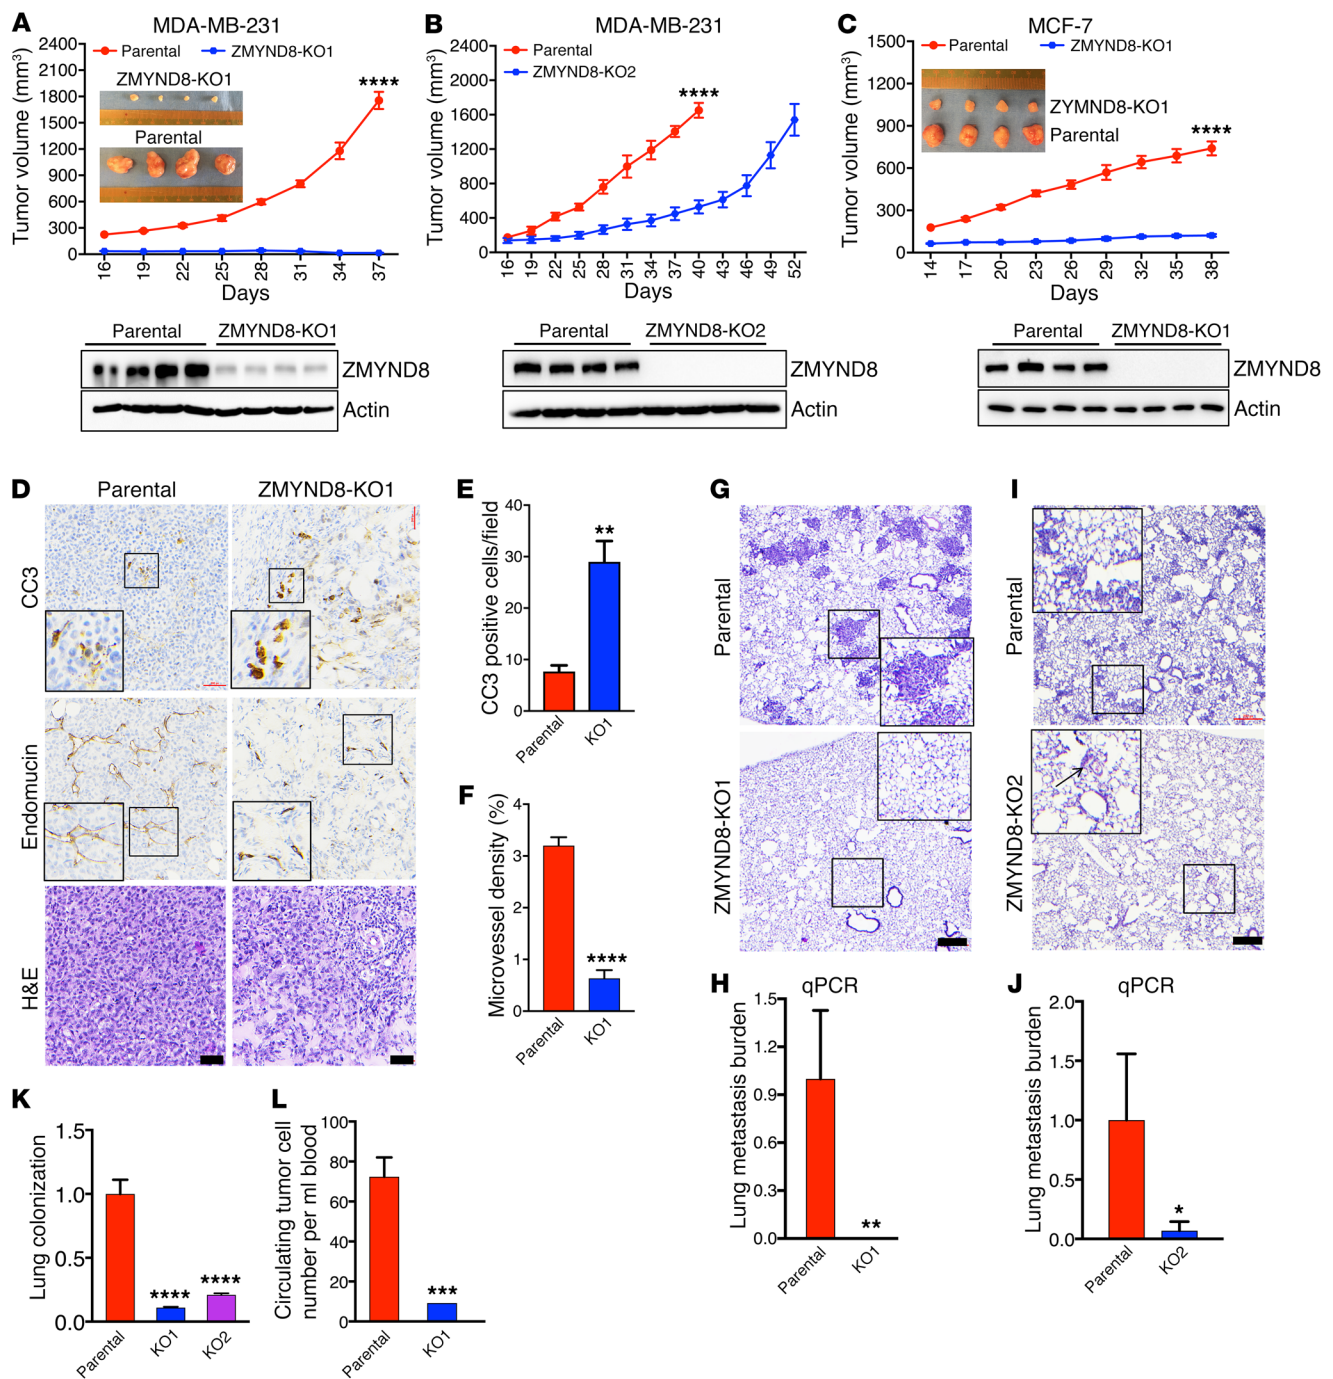 A
MDA-MB-231
Parental
ZMYND8-KO1
ZMYND8-KO1
Parental
****
Tumor volume (mm³)
2400
2100
1800
1500
1200
900
600
300
0
16 19 22 25 28 31 34 37
Days
Parental ZMYND8-KO1
ZMYND8
Actin
B
MDA-MB-231
Parental
ZMYND8-KO2
****
Tumor volume (mm³)
2400
2000
1600
1200
800
400
0
16 19 22 25 28 31 34 37 40 43 46 49 52
Days
Parental ZMYND8-KO2
ZMYND8
Actin
C
MCF-7
Parental
ZMYND8-KO1
ZYMND8-KO1
Parental
****
Tumor volume (mm³)
1500
1200
900
600
300
0
14 17 20 23 26 29 32 35 38
Days
Parental ZMYND8-KO1
ZMYND8
Actin
D
Parental ZMYND8-KO1
CC3
Endomucin
H&E
E
CC3 positive cells/field
40
30
20
10
0
**
Parental KO1
F
Microvessel density (%)
4
3
2
1
0
****
Parental KO1
G
Parental
ZMYND8-KO1
H
qPCR
Lung metastasis burden
1.5
1.2
0.9
0.6
0.3
0.0
**
Parental KO1
I
Parental
ZMYND8-KO2
J
qPCR
Lung metastasis burden
2.0
1.5
1.0
0.5
0.0
*
Parental KO2
K
Lung colonization
1.5
1.0
0.5
0.0
****
****
Parental KO1 KO2
L
Circulating tumor cell
number per ml blood
100
80
60
40
20
0
***
Parental KO1